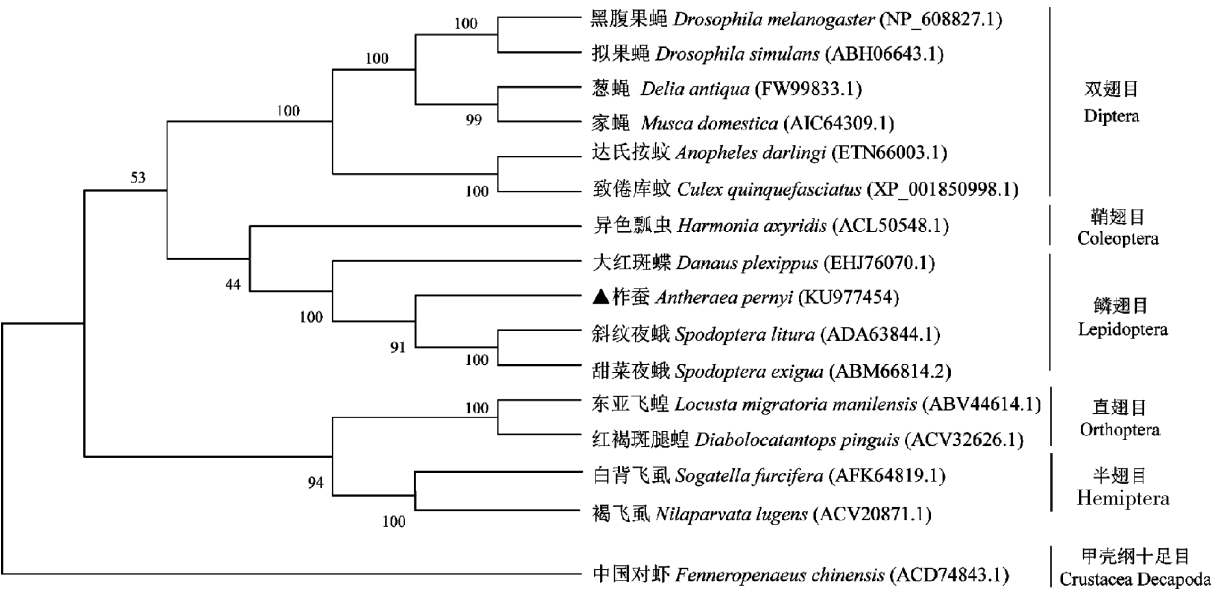 100
黑腹果蝇 Drosophila melanogaster (NP_608827.1)
拟果蝇 Drosophila simulans (ABH06643.1)
100
葱蝇 Delia antiqua (FW99833.1)
99
家蝇 Musca domestica (AIC64309.1)
100
达氏按蚊 Anopheles darlingi (ETN66003.1)
100
致倦库蚊 Culex quinquefasciatus (XP_001850998.1)
双翅目
Diptera
53
异色瓢虫 Harmonia axyridis (ACL50548.1)
鞘翅目
Coleoptera
44
大红斑蝶 Danaus plexippus (EHJ76070.1)
100
▲柞蚕 Antheraea pernyi (KU977454)
91
斜纹夜蛾 Spodoptera litura (ADA63844.1)
100
甜菜夜蛾 Spodoptera exigua (ABM66814.2)
鳞翅目
Lepidoptera
100
东亚飞蝗 Locusta migratoria manilensis (ABV44614.1)
红褐斑腿蝗 Diabolocatantops pinguis (ACV32626.1)
直翅目
Orthoptera
94
白背飞虱 Sogatella furcifera (AFK64819.1)
100
褐飞虱 Nilaparvata lugens (ACV20871.1)
半翅目
Hemiptera
中国对虾 Fenneropenaeus chinensis (ACD74843.1)
甲壳纲十足目
Crustacea Decapoda